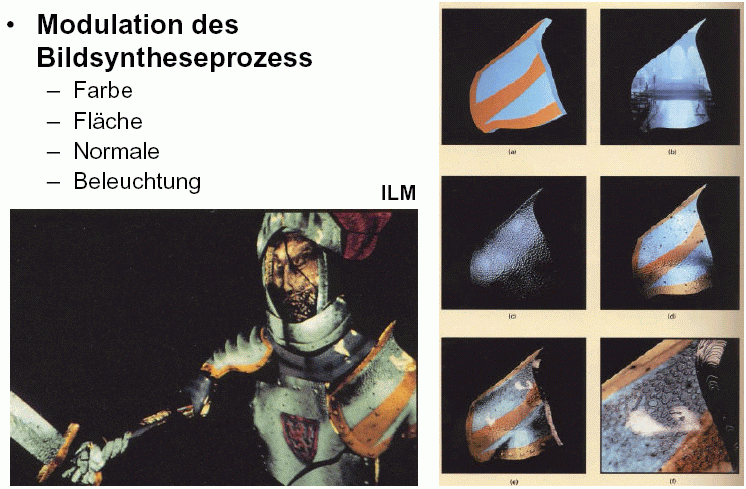 • Modulation des
Bildsyntheseprozess
– Farbe
– Fläche
– Normale
– Beleuchtung
ILM
(a)
(b)
(c)
(d)
(e)
(f)